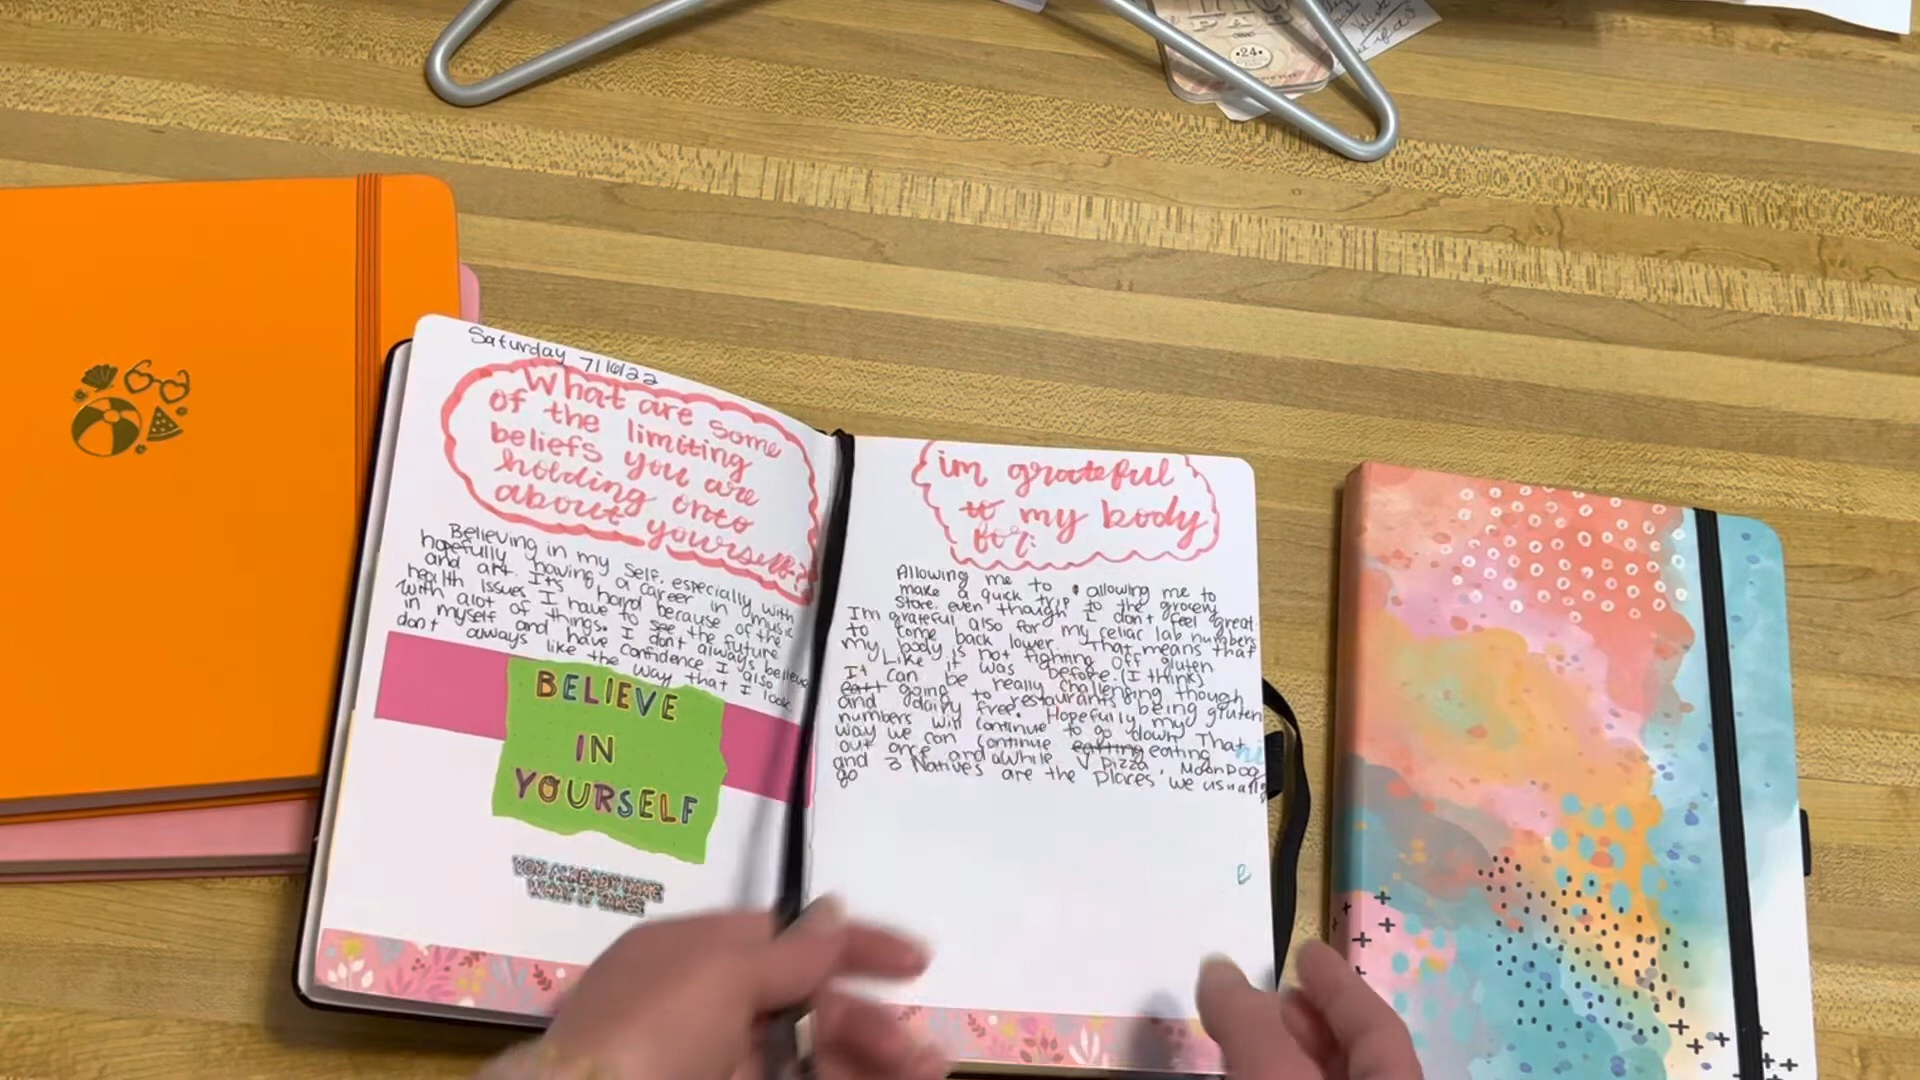 24
Saturday 7/16/22
What are some
of the limiting
beliefs you are
holding onto
about yourself?
Believing in my self. especially with
hopefully having a career in music
and art. Its hard because of the
health issues I have to see the future
with alot of things. I don't always believe
in myself and have confidence. I also
don't always like the way that I look.
BELIEVE
IN
YOURSELF
YOU ALREADY HAVE
WHAT IT TAKES
im grateful
to my body
for:
Allowing me to allowing me to
make a quick trip to the grocery
store. even though I don't feel great
Im grateful also for my celiac lab numbers
to come back lower. That means that
my body is not fighting off gluten
Like it was before. (I think)
It can be really challenging though
eatt going to restaurants being gluten
and dairy free. Hopefully my
numbers will continue to go down That
way we can continue eatting eating
out once and awhile. V Pizza, MoonDog
and 3 Natives are the places we usually
go
hi
e